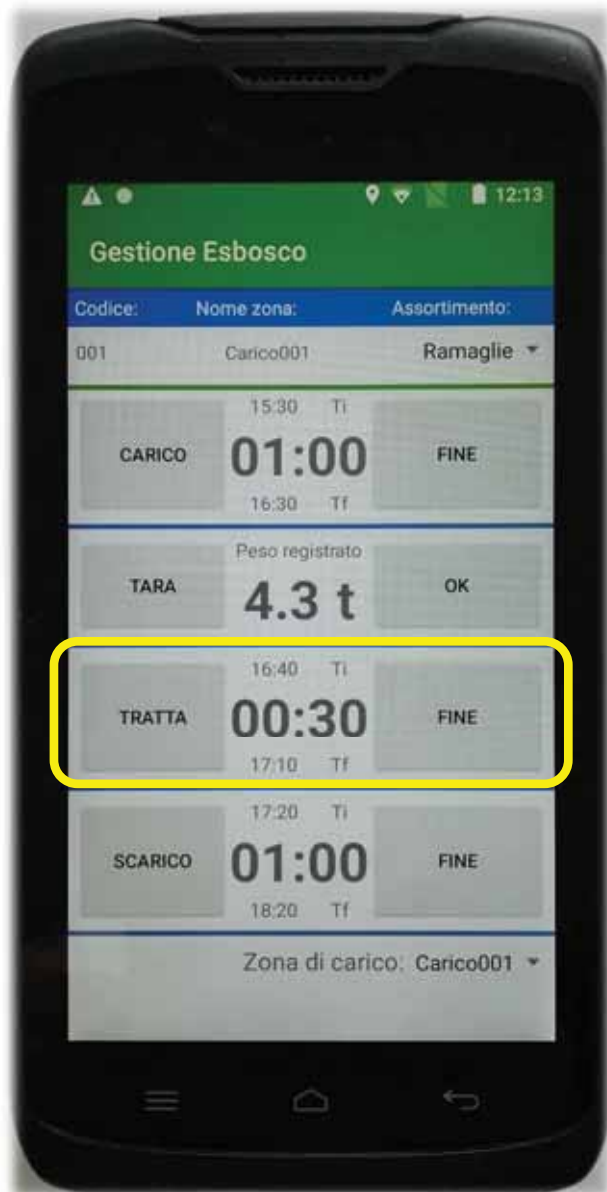 12:13
Gestione Esbosco
Codice: Nome zona: Assortimento:
001 Carico001 Ramaglie
15:30 Ti
CARICO 01:00 FINE
16:30 Tf
Peso registrato
TARA 4.3 t OK
16:40 Ti
TRATTA 00:30 FINE
17:10 Tf
17:20 Ti
SCARICO 01:00 FINE
18:20 Tf
Zona di carico: Carico001